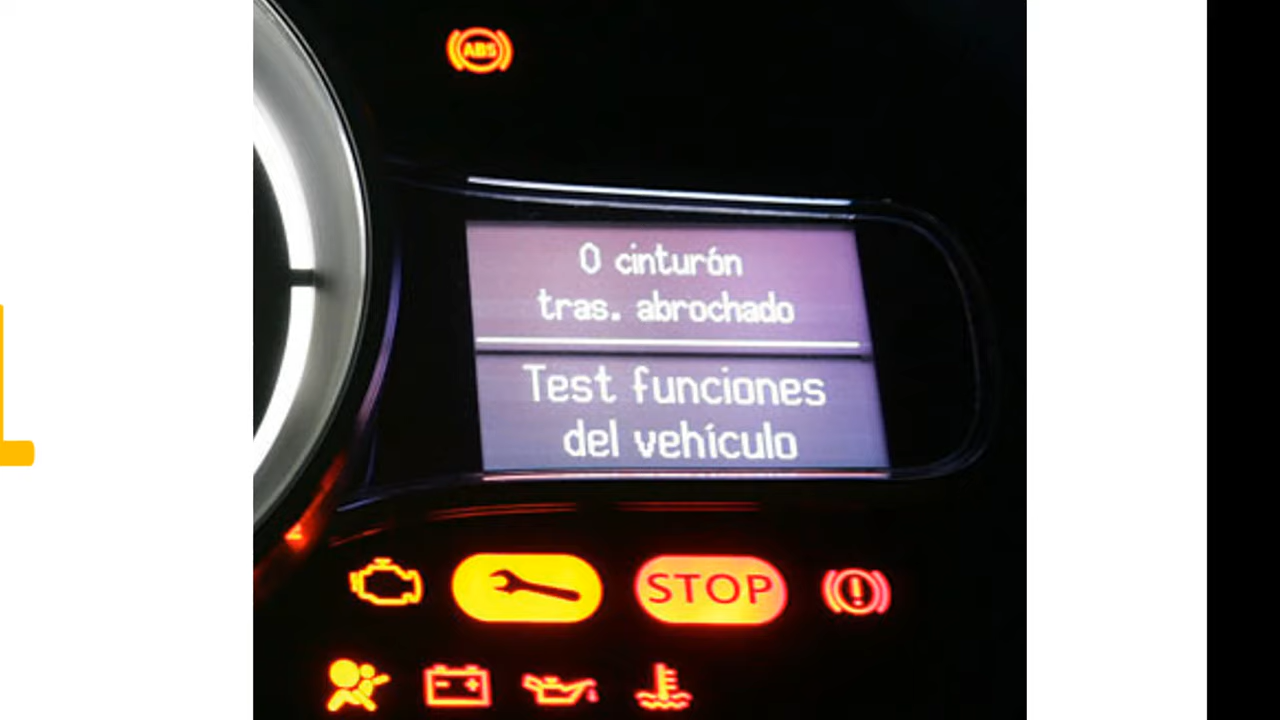 ABS
0 cinturón
tras. abrochado
Test funciones
del vehículo
STOP